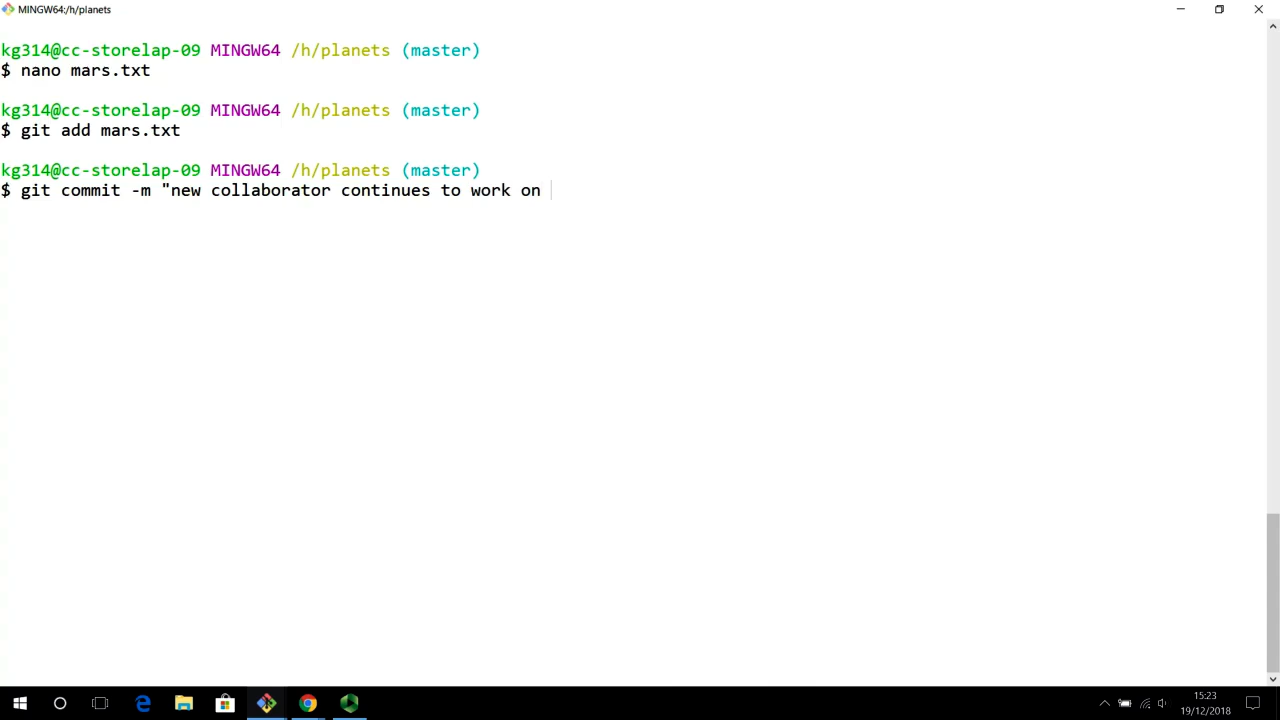 MINGW64:/h/planets
kg314@cc-storelap-09 MINGW64 /h/planets (master)
$ nano mars.txt
kg314@cc-storelap-09 MINGW64 /h/planets (master)
$ git add mars.txt
kg314@cc-storelap-09 MINGW64 /h/planets (master)
$ git commit -m "new collaborator continues to work on
15:23
19/12/2018